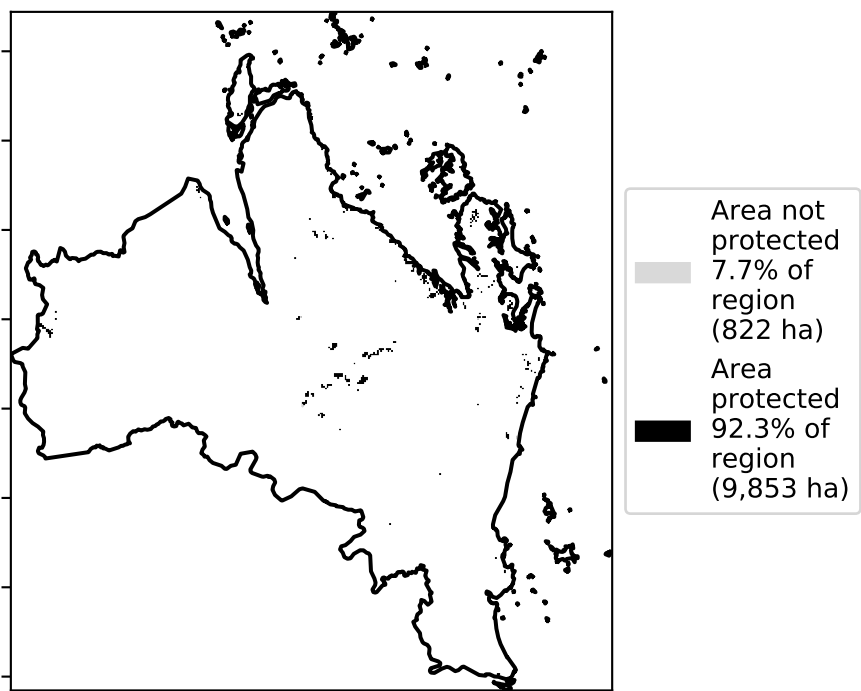 Area not
protected
7.7% of
region
(822 ha)
Area
protected
92.3% of
region
(9,853 ha)